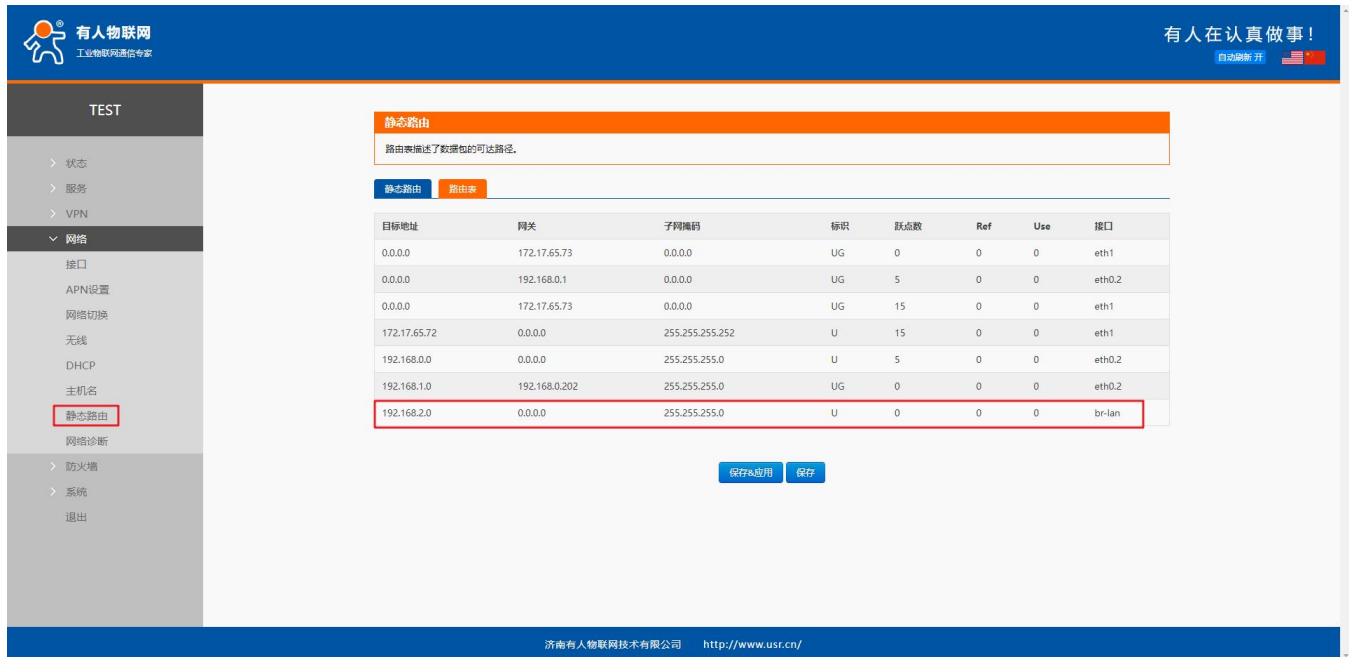 有人物联网
工业物联网通信专家
有人在认真做事!
自动刷新 开
TEST
状态
服务
VPN
网络
接口
APN设置
网络切换
无线
DHCP
主机名
静态路由
网络诊断
防火墙
系统
退出
静态路由
路由表描述了数据包的可达路径。
静态路由 路由表
目标地址 网关 子网掩码 标识 跃点数 Ref Use 接口
0.0.0.0 172.17.65.73 0.0.0.0 UG 0 0 0 eth1
0.0.0.0 192.168.0.1 0.0.0.0 UG 5 0 0 eth0.2
0.0.0.0 172.17.65.73 0.0.0.0 UG 15 0 0 eth1
172.17.65.72 0.0.0.0 255.255.255.252 U 15 0 0 eth1
192.168.0.0 0.0.0.0 255.255.255.0 U 5 0 0 eth0.2
192.168.1.0 192.168.0.202 255.255.255.0 UG 0 0 0 eth0.2
192.168.2.0 0.0.0.0 255.255.255.0 U 0 0 0 br-lan
保存&应用 保存
济南有人物联网技术有限公司 http://www.usr.cn/